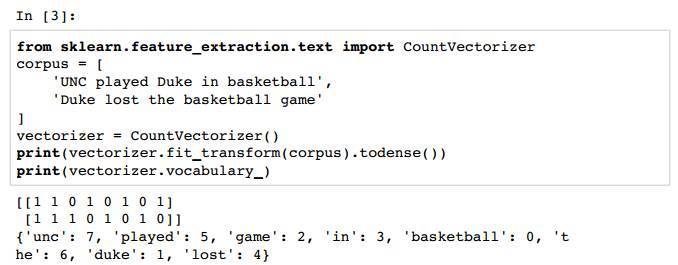 In [3]:
from sklearn.feature_extraction.text import CountVectorizer
corpus = [
    'UNC played Duke in basketball',
    'Duke lost the basketball game'
]
vectorizer = CountVectorizer()
print(vectorizer.fit_transform(corpus).todense())
print(vectorizer.vocabulary_)
[[1 1 0 1 0 1 0 1]
 [1 1 1 0 1 0 1 0]]
{'unc': 7, 'played': 5, 'game': 2, 'in': 3, 'basketball': 0, 't
he': 6, 'duke': 1, 'lost': 4}